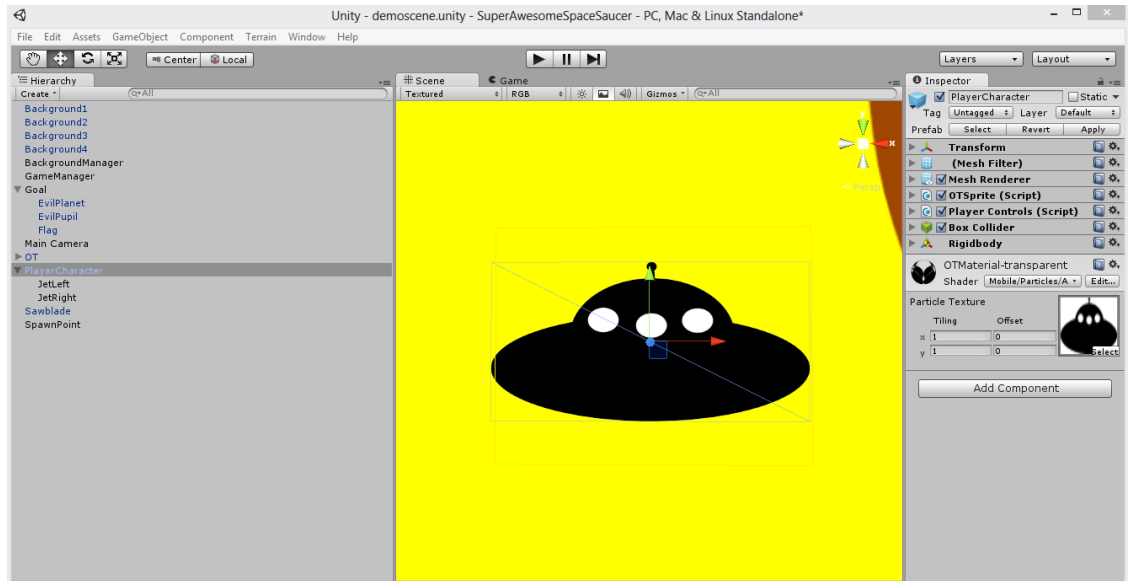 Unity - demoscene.unity - SuperAwesomeSpaceSaucer - PC, Mac & Linux Standalone*
File Edit Assets GameObject Component Terrain Window Help
Center Local
Layers Layout
Hierarchy
Create All
Background1
Background2
Background3
Background4
BackgroundManager
GameManager
Goal
EvilPlanet
EvilPupil
Flag
Main Camera
OT
PlayerCharacter
JetLeft
JetRight
Sawblade
SpawnPoint
Scene Game
Textured RGB Gizmos All
y
x
Persp
Inspector
PlayerCharacter Static
Tag Untagged Layer Default
Prefab Select Revert Apply
Transform
(Mesh Filter)
Mesh Renderer
OTSprite (Script)
Player Controls (Script)
Box Collider
Rigidbody
OTMaterial-transparent
Shader Mobile/Particles/A Edit...
Particle Texture
Tiling Offset
x 1 0
y 1 0
Select
Add Component